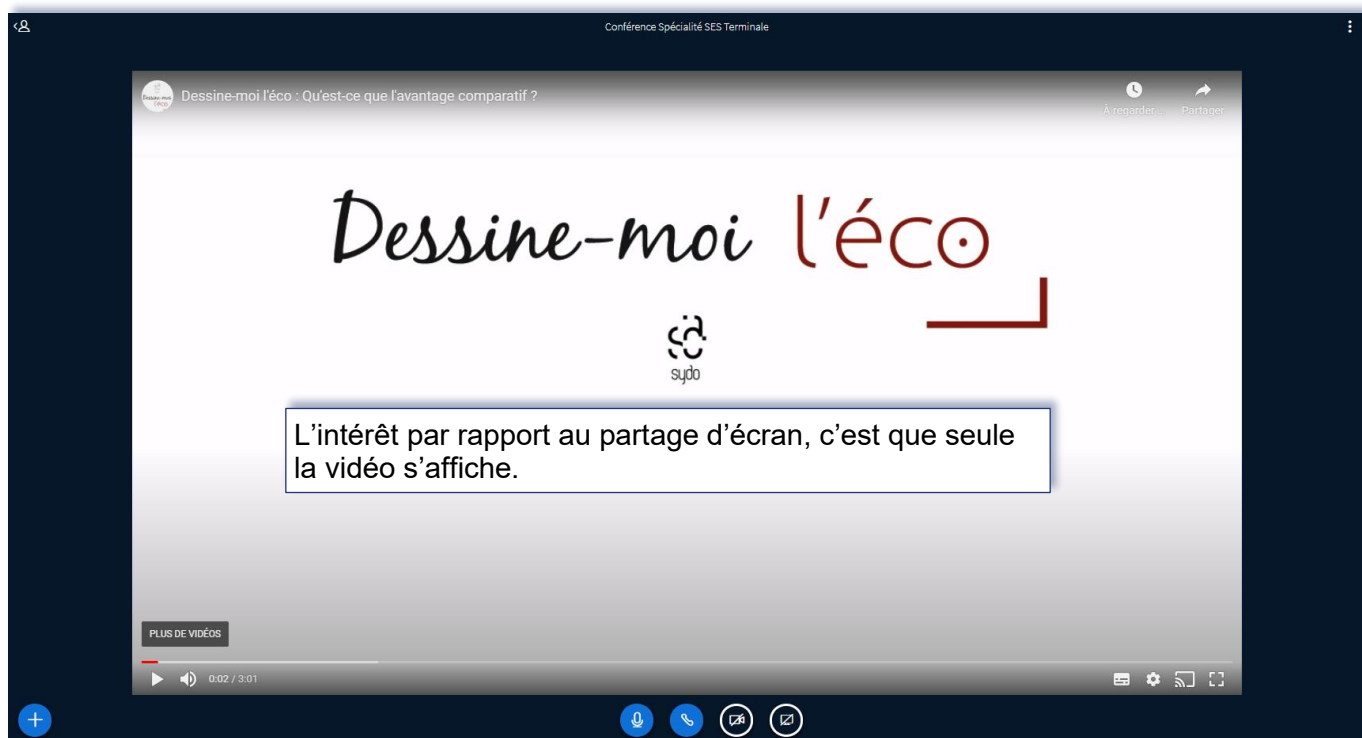 Conférence Spécialité SES Terminale
Dessine-moi l'éco : Qu'est-ce que l'avantage comparatif ?
À regarder ... Partager
Dessine-moi l'éco
sydo
L’intérêt par rapport au partage d’écran, c’est que seule
la vidéo s’affiche.
PLUS DE VIDÉOS
0:02 / 3:01